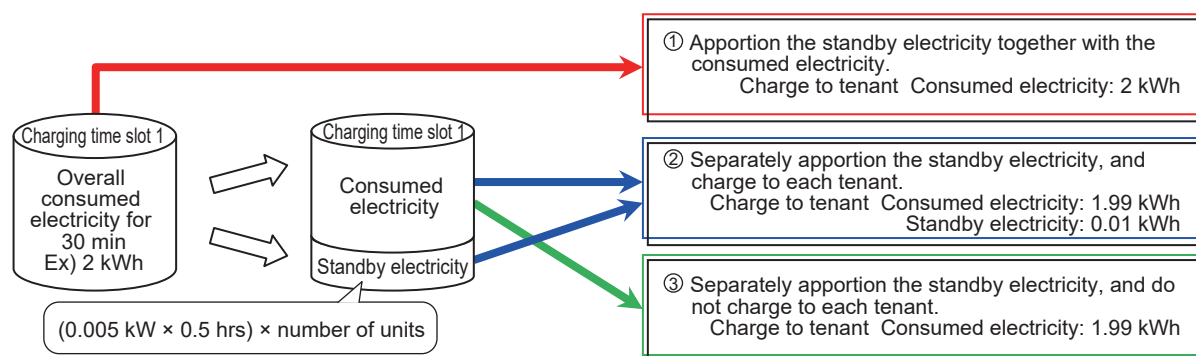 ① Apportion the standby electricity together with the
consumed electricity.
Charge to tenant Consumed electricity: 2 kWh
Charging time slot 1
Overall
consumed
electricity for
30 min
Ex) 2 kWh
Charging time slot 1
Consumed
electricity
Standby electricity
(0.005 kW × 0.5 hrs) × number of units
② Separately apportion the standby electricity, and
charge to each tenant.
Charge to tenant Consumed electricity: 1.99 kWh
Standby electricity: 0.01 kWh
③ Separately apportion the standby electricity, and do
not charge to each tenant.
Charge to tenant Consumed electricity: 1.99 kWh